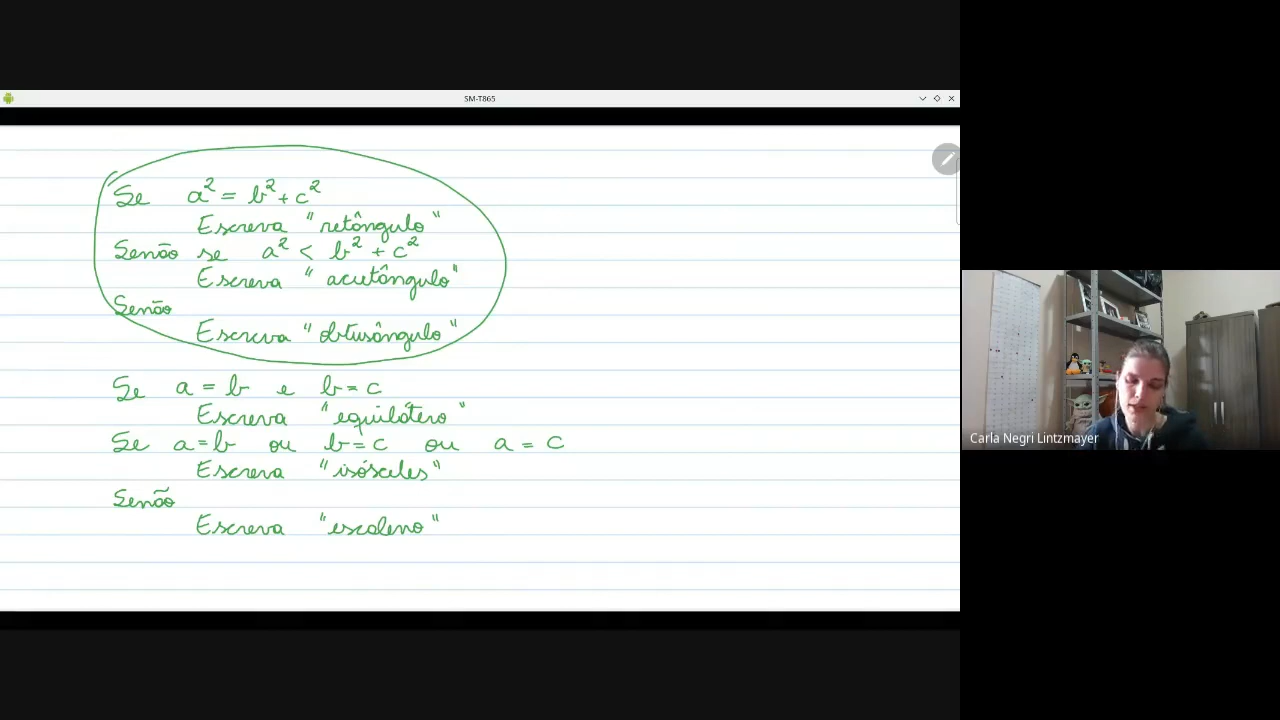 SM-T865
Se a² = b² + c²
Escreva "retângulo"
Senão se a² < b² + c²
Escreva "acutângulo"
Senão
Escreva "obtusângulo"
Se a = b e b = c
Escreva "equilátero"
Se a = b ou b = c ou a = c
Escreva "isósceles"
Senão
Escreva "escaleno"
Carla Negri Lintzmayer